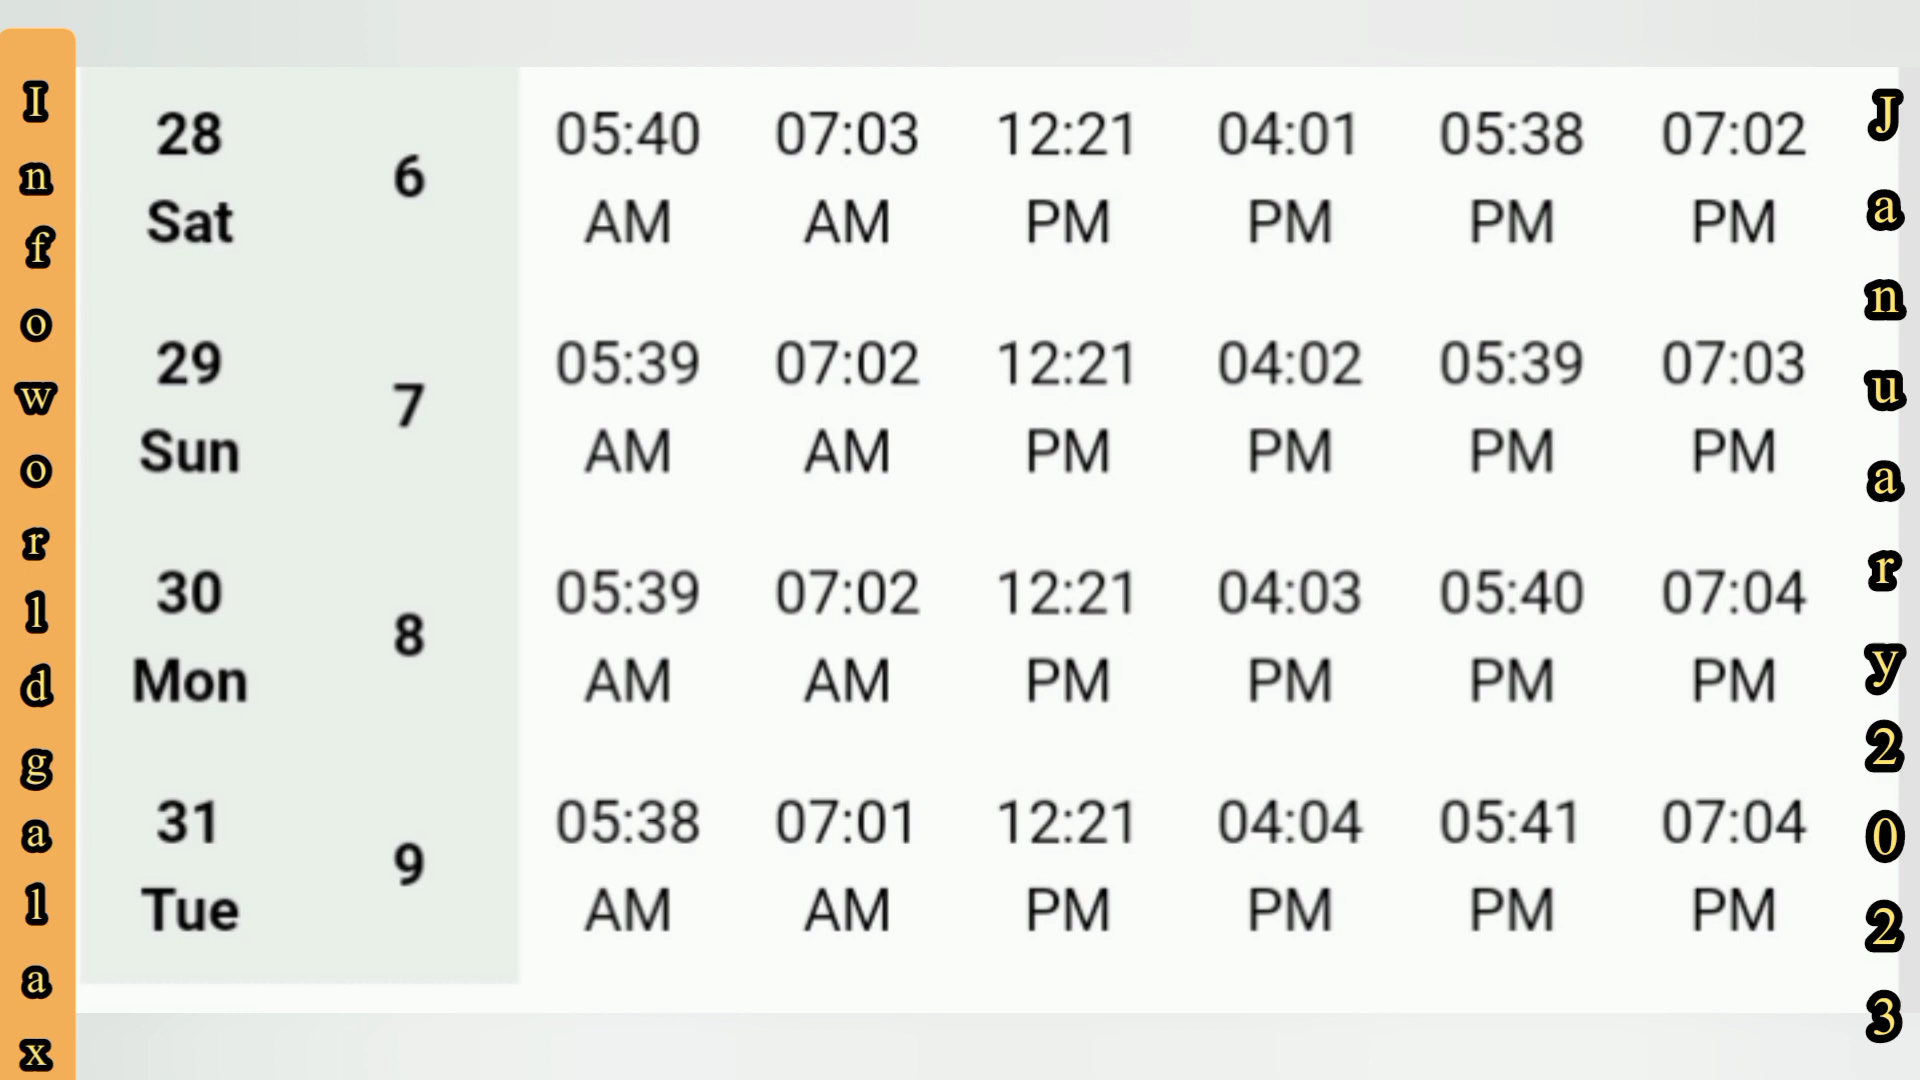 Infoworldgalax
28 6 05:40 07:03 12:21 04:01 05:38 07:02
Sat AM AM PM PM PM PM
29 7 05:39 07:02 12:21 04:02 05:39 07:03
Sun AM AM PM PM PM PM
30 8 05:39 07:02 12:21 04:03 05:40 07:04
Mon AM AM PM PM PM PM
31 9 05:38 07:01 12:21 04:04 05:41 07:04
Tue AM AM PM PM PM PM
January2023